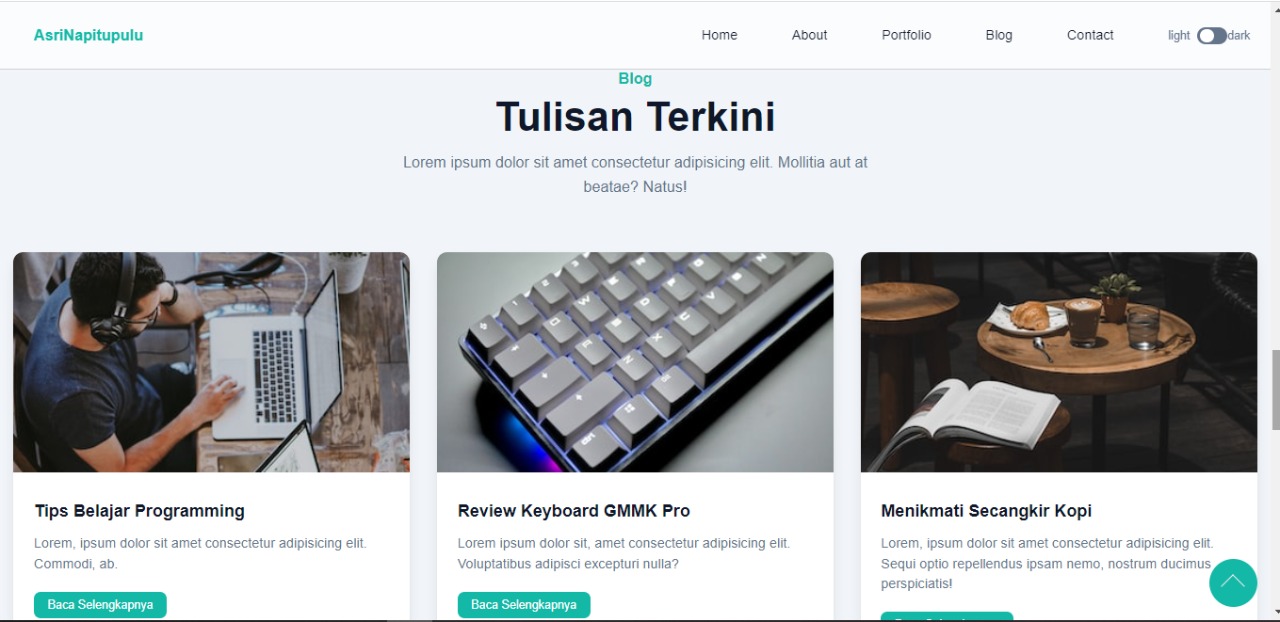 AsriNapitupulu
Home
About
Portfolio
Blog
Contact
light
dark
Blog
Tulisan Terkini
Lorem ipsum dolor sit amet consectetur adipisicing elit. Mollitia aut at
beatae? Natus!
Tips Belajar Programming
Lorem, ipsum dolor sit amet consectetur adipisicing elit.
Commodi, ab.
Baca Selengkapnya
Review Keyboard GMMK Pro
Lorem ipsum dolor sit, amet consectetur adipisicing elit.
Voluptatibus adipisci excepturi nulla?
Baca Selengkapnya
Menikmati Secangkir Kopi
Lorem, ipsum dolor sit amet consectetur adipisicing elit.
Sequi optio repellendus ipsam nemo, nostrum ducimus
perspiciatis!